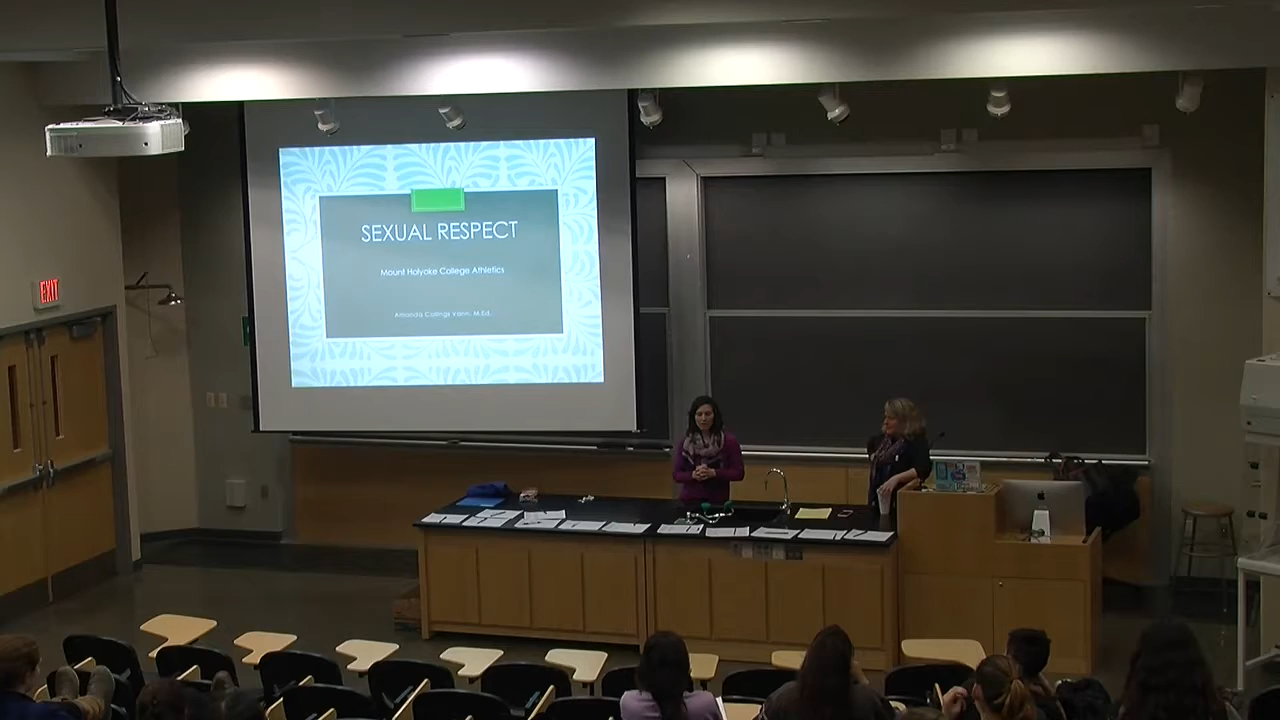 SEXUAL RESPECT
Mount Holyoke College Athletics
Amanda Collings Vann, M.Ed.
EXIT